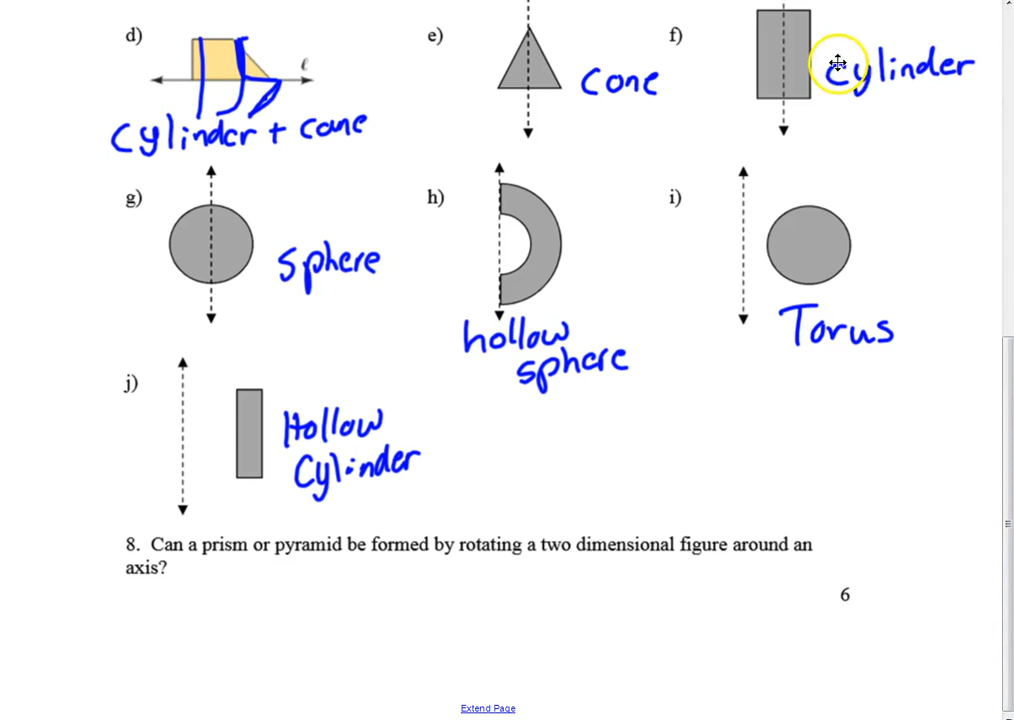 d)
ℓ
Cylinder + Cone
e)
Cone
f)
Cylinder
g)
Sphere
h)
hollow
sphere
i)
Torus
j)
Hollow
Cylinder
8. Can a prism or pyramid be formed by rotating a two dimensional figure around an
axis?
6
Extend Page